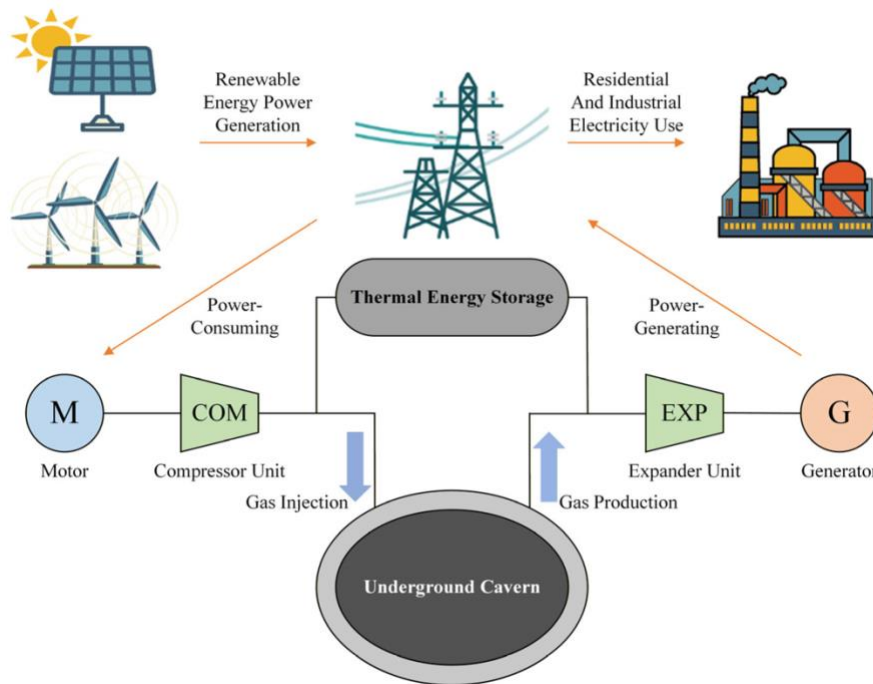 Renewable
Energy Power
Generation
Residential
And Industrial
Electricity Use
Thermal Energy Storage
Power-
Consuming
Power-
Generating
M
COM
EXP
G
Motor
Compressor Unit
Expander Unit
Generator
Gas Injection
Gas Production
Underground Cavern